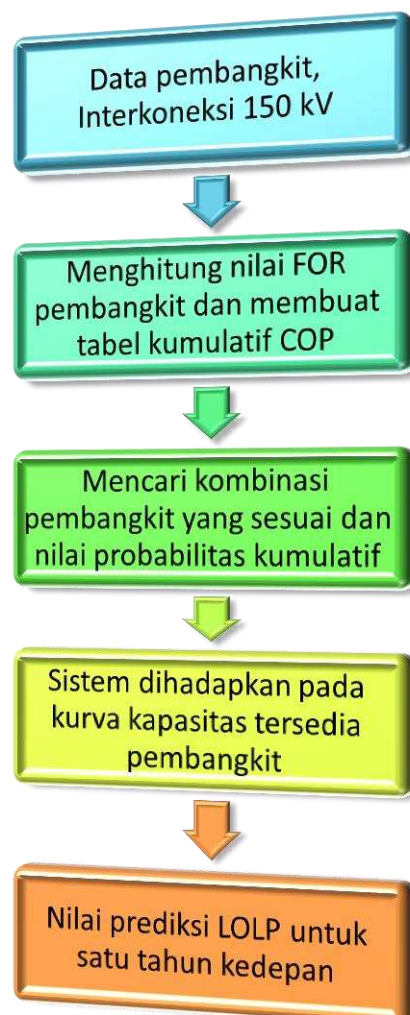 Data pembangkit,
Interkoneksi 150 kV
Menghitung nilai FOR
pembangkit dan membuat
tabel kumulatif COP
Mencari kombinasi
pembangkit yang sesuai dan
nilai probabilitas kumulatif
Sistem dihadapkan pada
kurva kapasitas tersedia
pembangkit
Nilai prediksi LOLP untuk
satu tahun kedepan